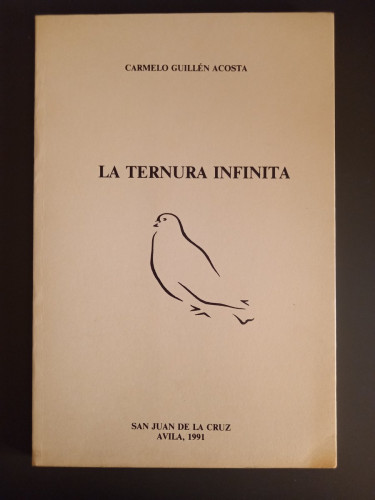 CARMELO GUILLÉN ACOSTA
LA TERNURA INFINITA
SAN JUAN DE LA CRUZ
AVILA, 1991